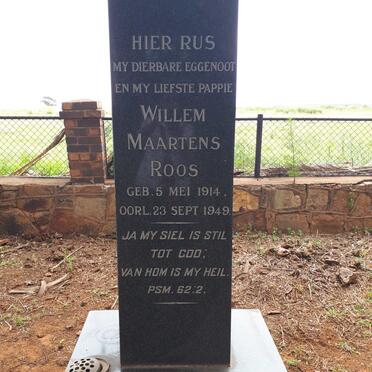 HIER RUS
MY DIERBARE EGGENOOT
EN MY LIEFSTE PAPPIE
WILLEM
MAARTENS
ROOS
GEB. 5 MEI 1914.
OORL. 23 SEPT 1949.
JA MY SIEL IS STIL
TOT GOD;
VAN HOM IS MY HEIL.
PSM. 62:2.